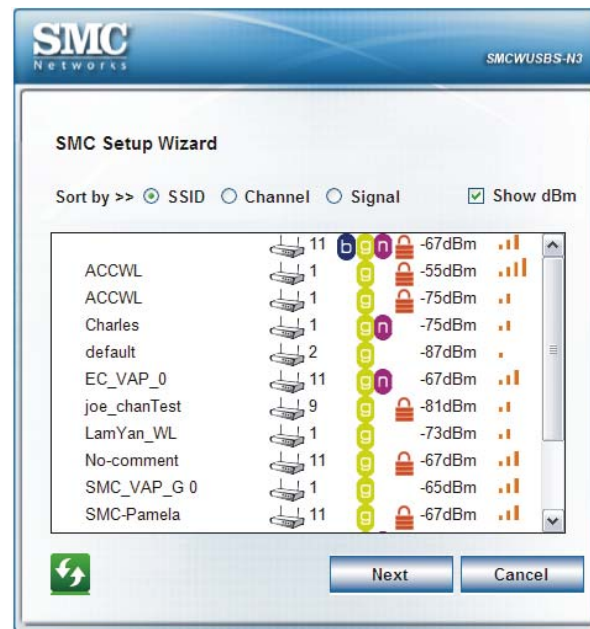 SMC
Networks
SMCWUSBS-N3
SMC Setup Wizard
Sort by >> SSID Channel Signal Show dBm
11 b g n -67dBm
ACCWL 1 g -55dBm
ACCWL 1 g -75dBm
Charles 1 g n -75dBm
default 2 g -87dBm
EC_VAP_0 11 g n -67dBm
joe_chanTest 9 g -81dBm
LamYan_WL 1 g -73dBm
No-comment 11 g -67dBm
SMC_VAP_G 0 1 g -65dBm
SMC-Pamela 11 g -67dBm
Next Cancel